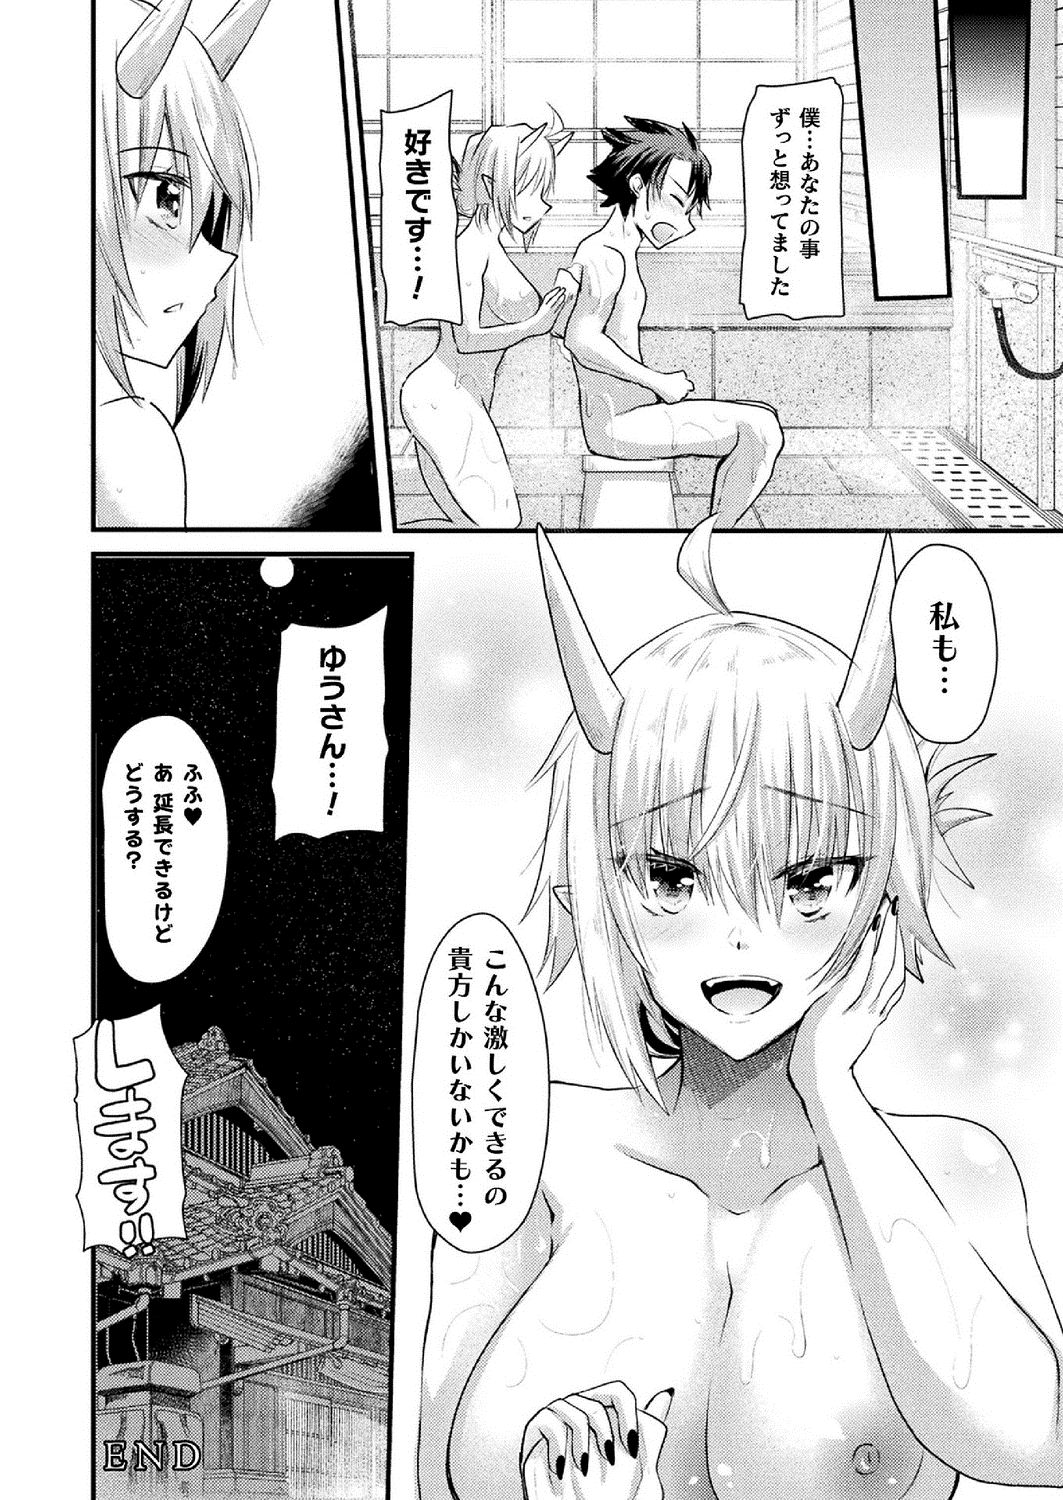 僕…あなたの事
ずっと想ってました
好きです…！
私も…
こんな激しくできるの
貴方しかいないかも…♥
ゆうさん…！
ふふ♥
あ 延長できるけど
どうする？
します!!
END